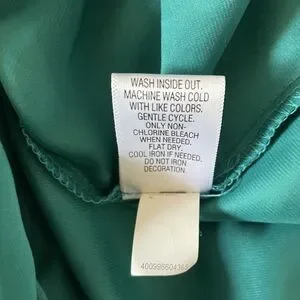 WASH INSIDE OUT.
MACHINE WASH COLD
WITH LIKE COLORS.
GENTLE CYCLE.
ONLY NON-
CHLORINE BLEACH
WHEN NEEDED.
FLAT DRY.
COOL IRON IF NEEDED.
DO NOT IRON
DECORATION.